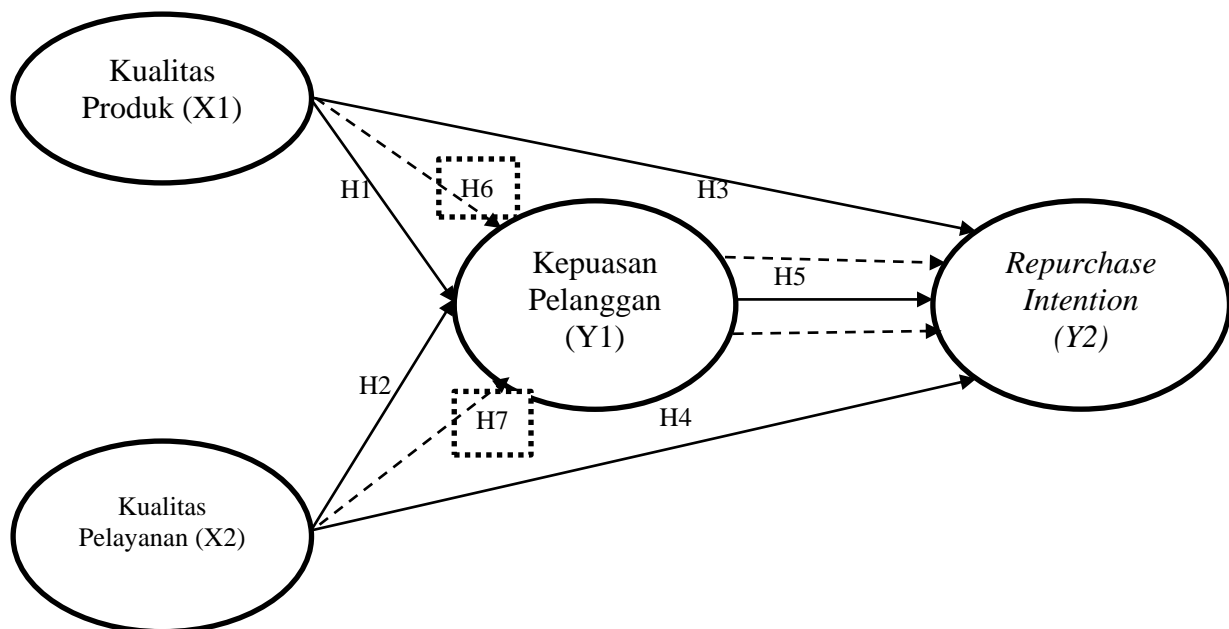 Kualitas
Produk (X1)
H1
H6
H3
Kepuasan
Pelanggan
(Y1)
H5
Repurchase
Intention
(Y2)
H2
H7
H4
Kualitas
Pelayanan (X2)